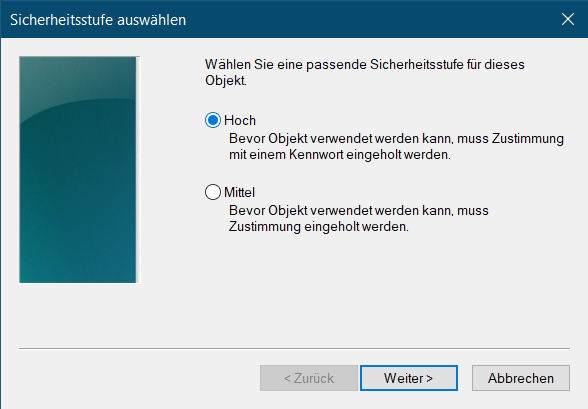 Sicherheitsstufe auswählen
Wählen Sie eine passende Sicherheitsstufe für dieses
Objekt.
Hoch
Bevor Objekt verwendet werden kann, muss Zustimmung
mit einem Kennwort eingeholt werden.
Mittel
Bevor Objekt verwendet werden kann, muss
Zustimmung eingeholt werden.
< Zurück
Weiter >
Abbrechen